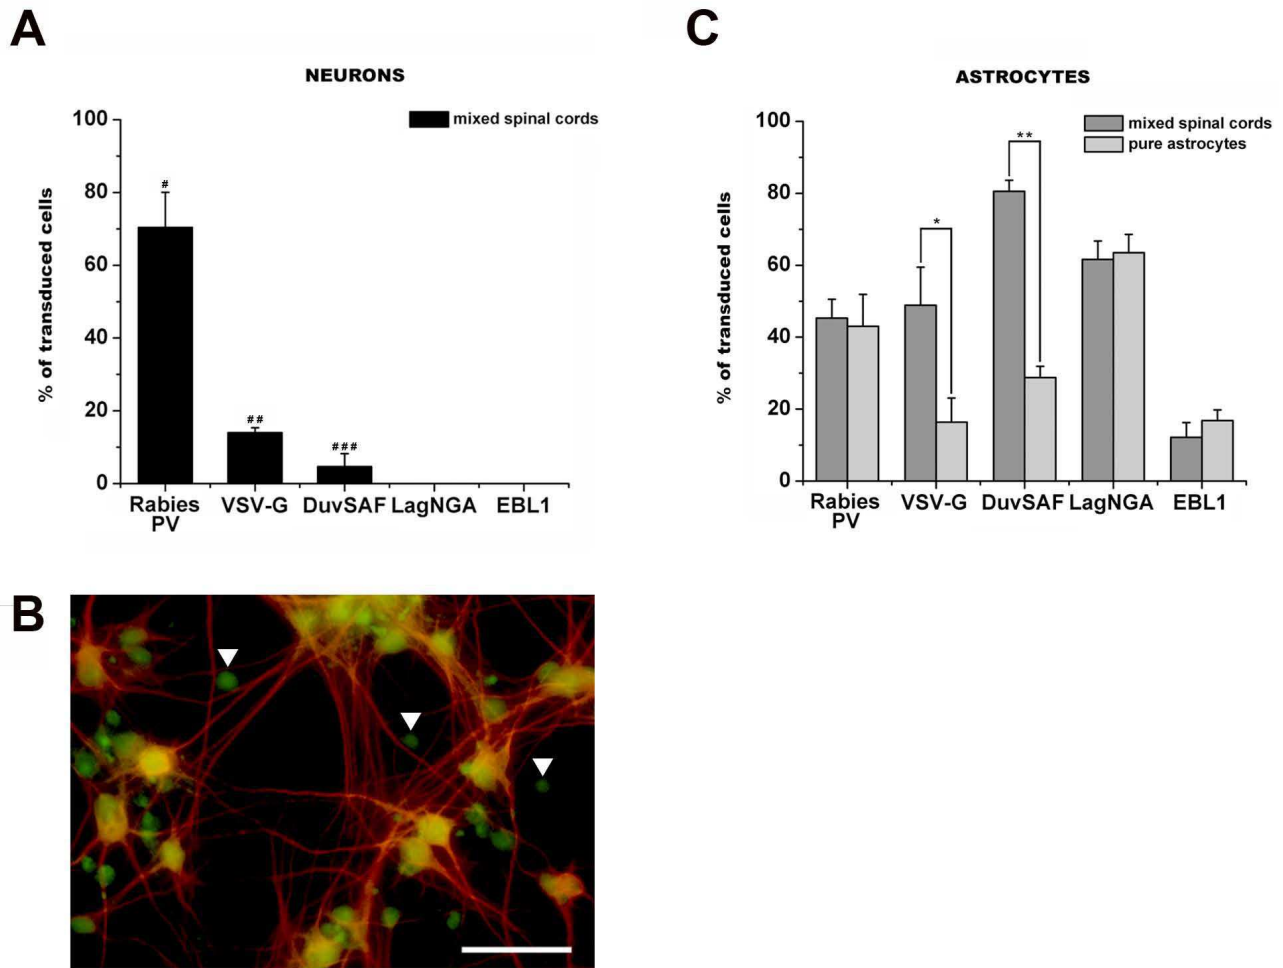 A
NEURONS
mixed spinal cords
% of transduced cells
100
80
60
40
20
0
#
##
###
Rabies PV
VSV-G
DuvSAF
LagNGA
EBL1
C
ASTROCYTES
mixed spinal cords
pure astrocytes
% of transduced cells
100
80
60
40
20
0
*
**
Rabies PV
VSV-G
DuvSAF
LagNGA
EBL1
B